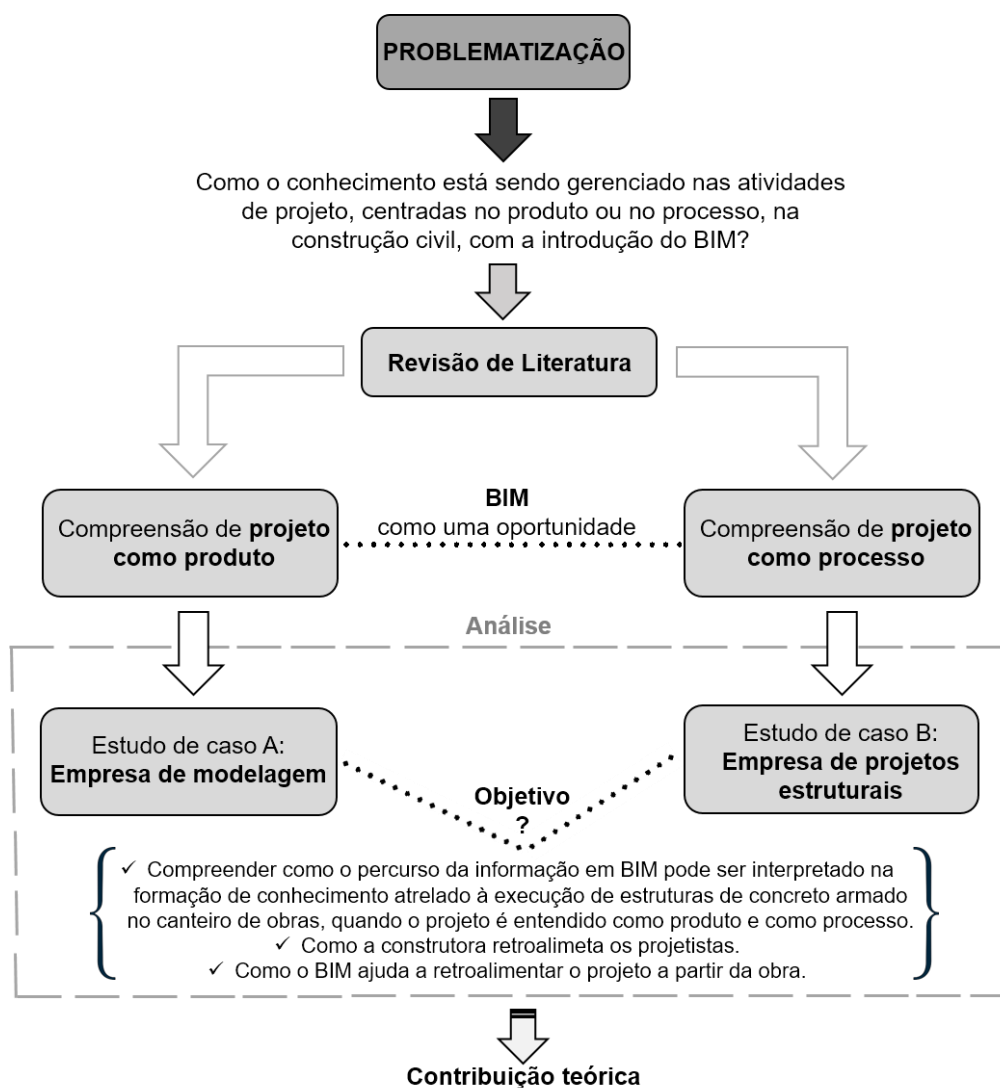 PROBLEMATIZAÇÃO
Como o conhecimento está sendo gerenciado nas atividades
de projeto, centradas no produto ou no processo, na
construção civil, com a introdução do BIM?
Revisão de Literatura
Compreensão de projeto
como produto
BIM
como uma oportunidade
Compreensão de projeto
como processo
Análise
Estudo de caso A:
Empresa de modelagem
Estudo de caso B:
Empresa de projetos
estruturais
Objetivo
?
✓ Compreender como o percurso da informação em BIM pode ser interpretado na
formação de conhecimento atrelado à execução de estruturas de concreto armado
no canteiro de obras, quando o projeto é entendido como produto e como processo.
✓ Como a construtora retroalimeta os projetistas.
✓ Como o BIM ajuda a retroalimentar o projeto a partir da obra.
Contribuição teórica